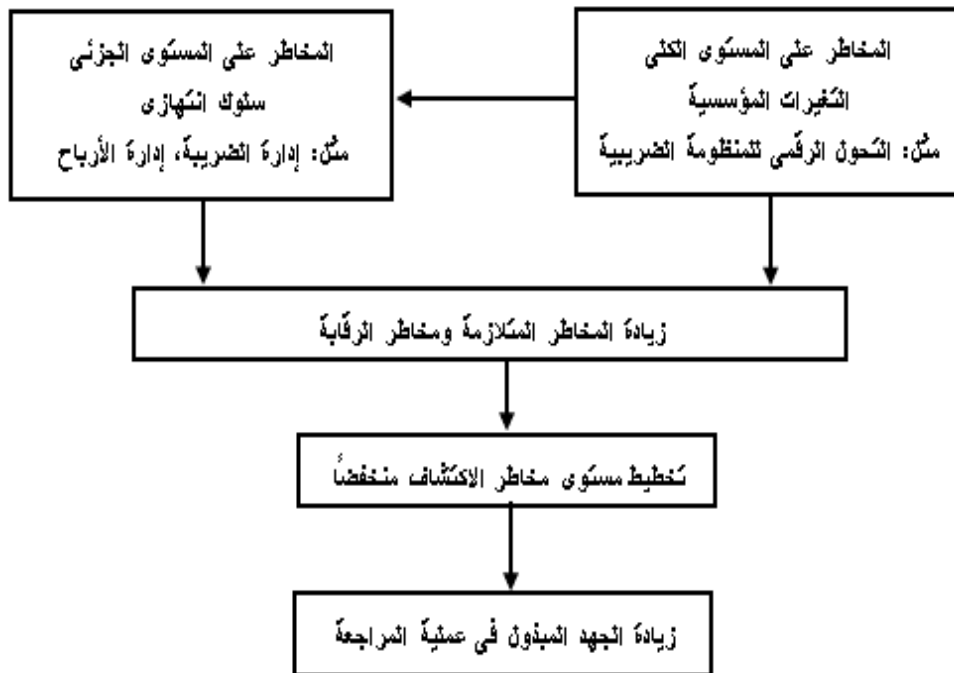 المخاطر على المستوى الكلى
التغيرات المؤسسية
مثل: التحول الرقمى للمنظومة الضريبية
المخاطر على المستوى الجزئى
سلوك انتهازى
مثل: إدارة الضريبة، إدارة الأرباح
زيادة المخاطر المتلازمة ومخاطر الرقابة
تخطيط مستوى مخاطر الاكتشاف منخفضاً
زيادة الجهد المبذول فى عملية المراجعة